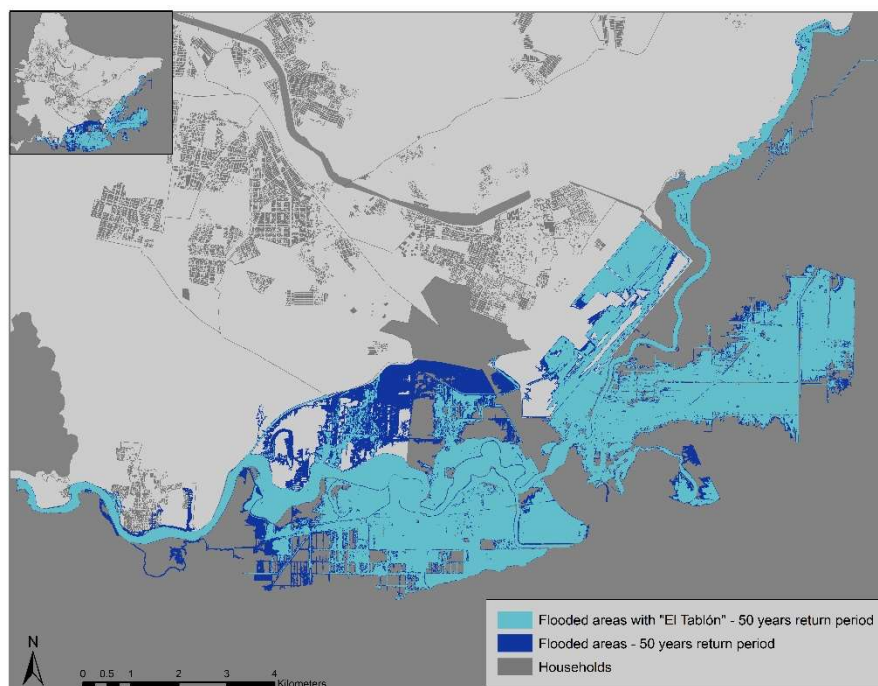 Flooded areas with "El Tablón" - 50 years return period
Flooded areas - 50 years return period
Households
N
0 0.5 1 2 3 4
Kilometers